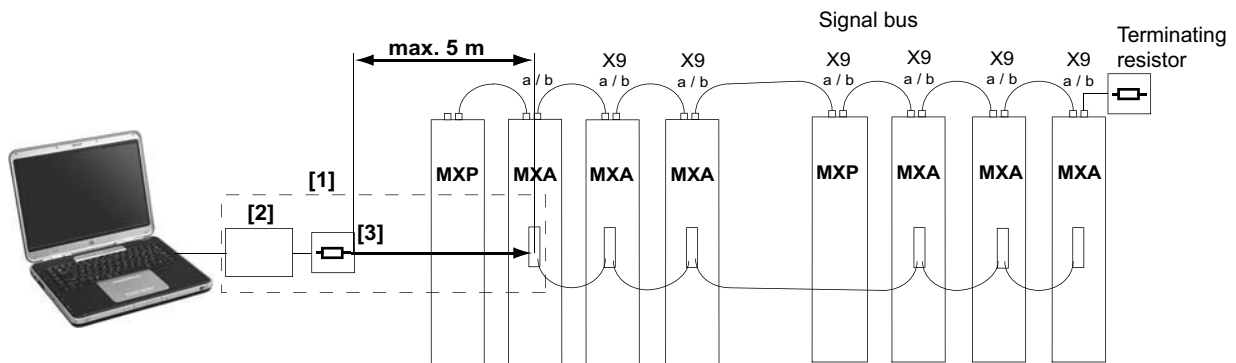 Signal bus
Terminating
resistor
max. 5 m
X9
X9
X9
X9
X9
X9
a / b
a / b
a / b
a / b
a / b
a / b
a / b
MXP
MXA
MXA
MXA
MXP
MXA
MXA
MXA
[1]
[2]
[3]